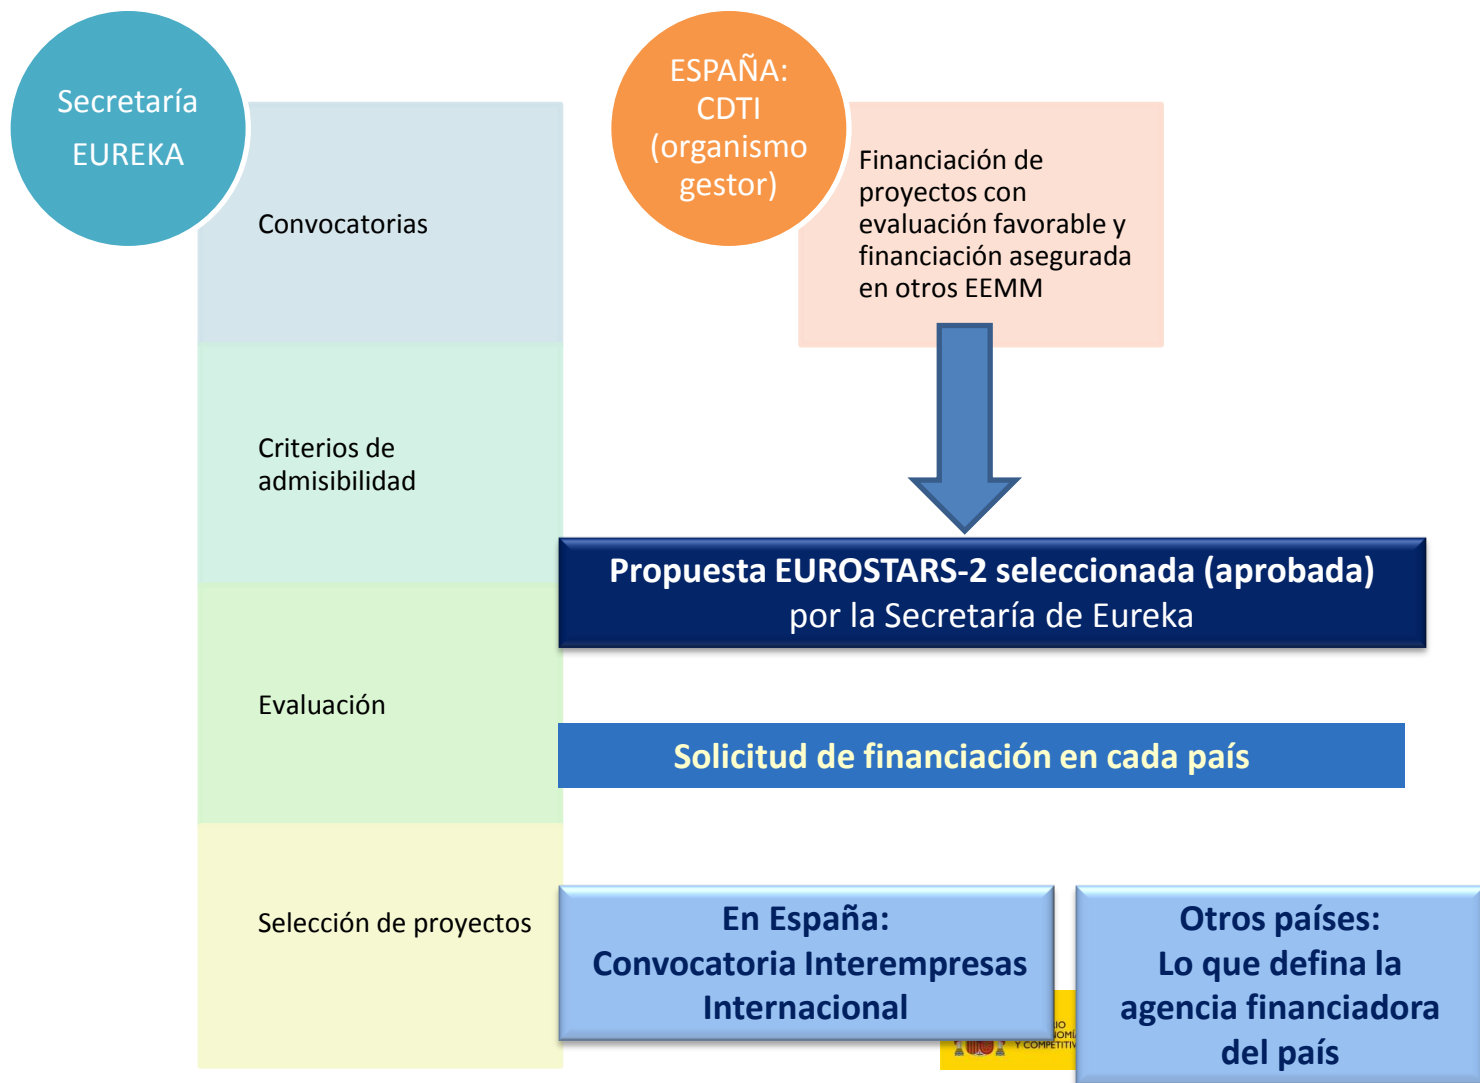 Secretaría
EUREKA
Convocatorias
Criterios de
admisibilidad
Evaluación
Selección de proyectos
ESPAÑA:
CDTI
(organismo
gestor)
Financiación de
proyectos con
evaluación favorable y
financiación asegurada
en otros EEMM
Propuesta EUROSTARS-2 seleccionada (aprobada)
por la Secretaría de Eureka
Solicitud de financiación en cada país
En España:
Convocatoria Interempresas
Internacional
Otros países:
Lo que defina la
agencia financiadora
del país